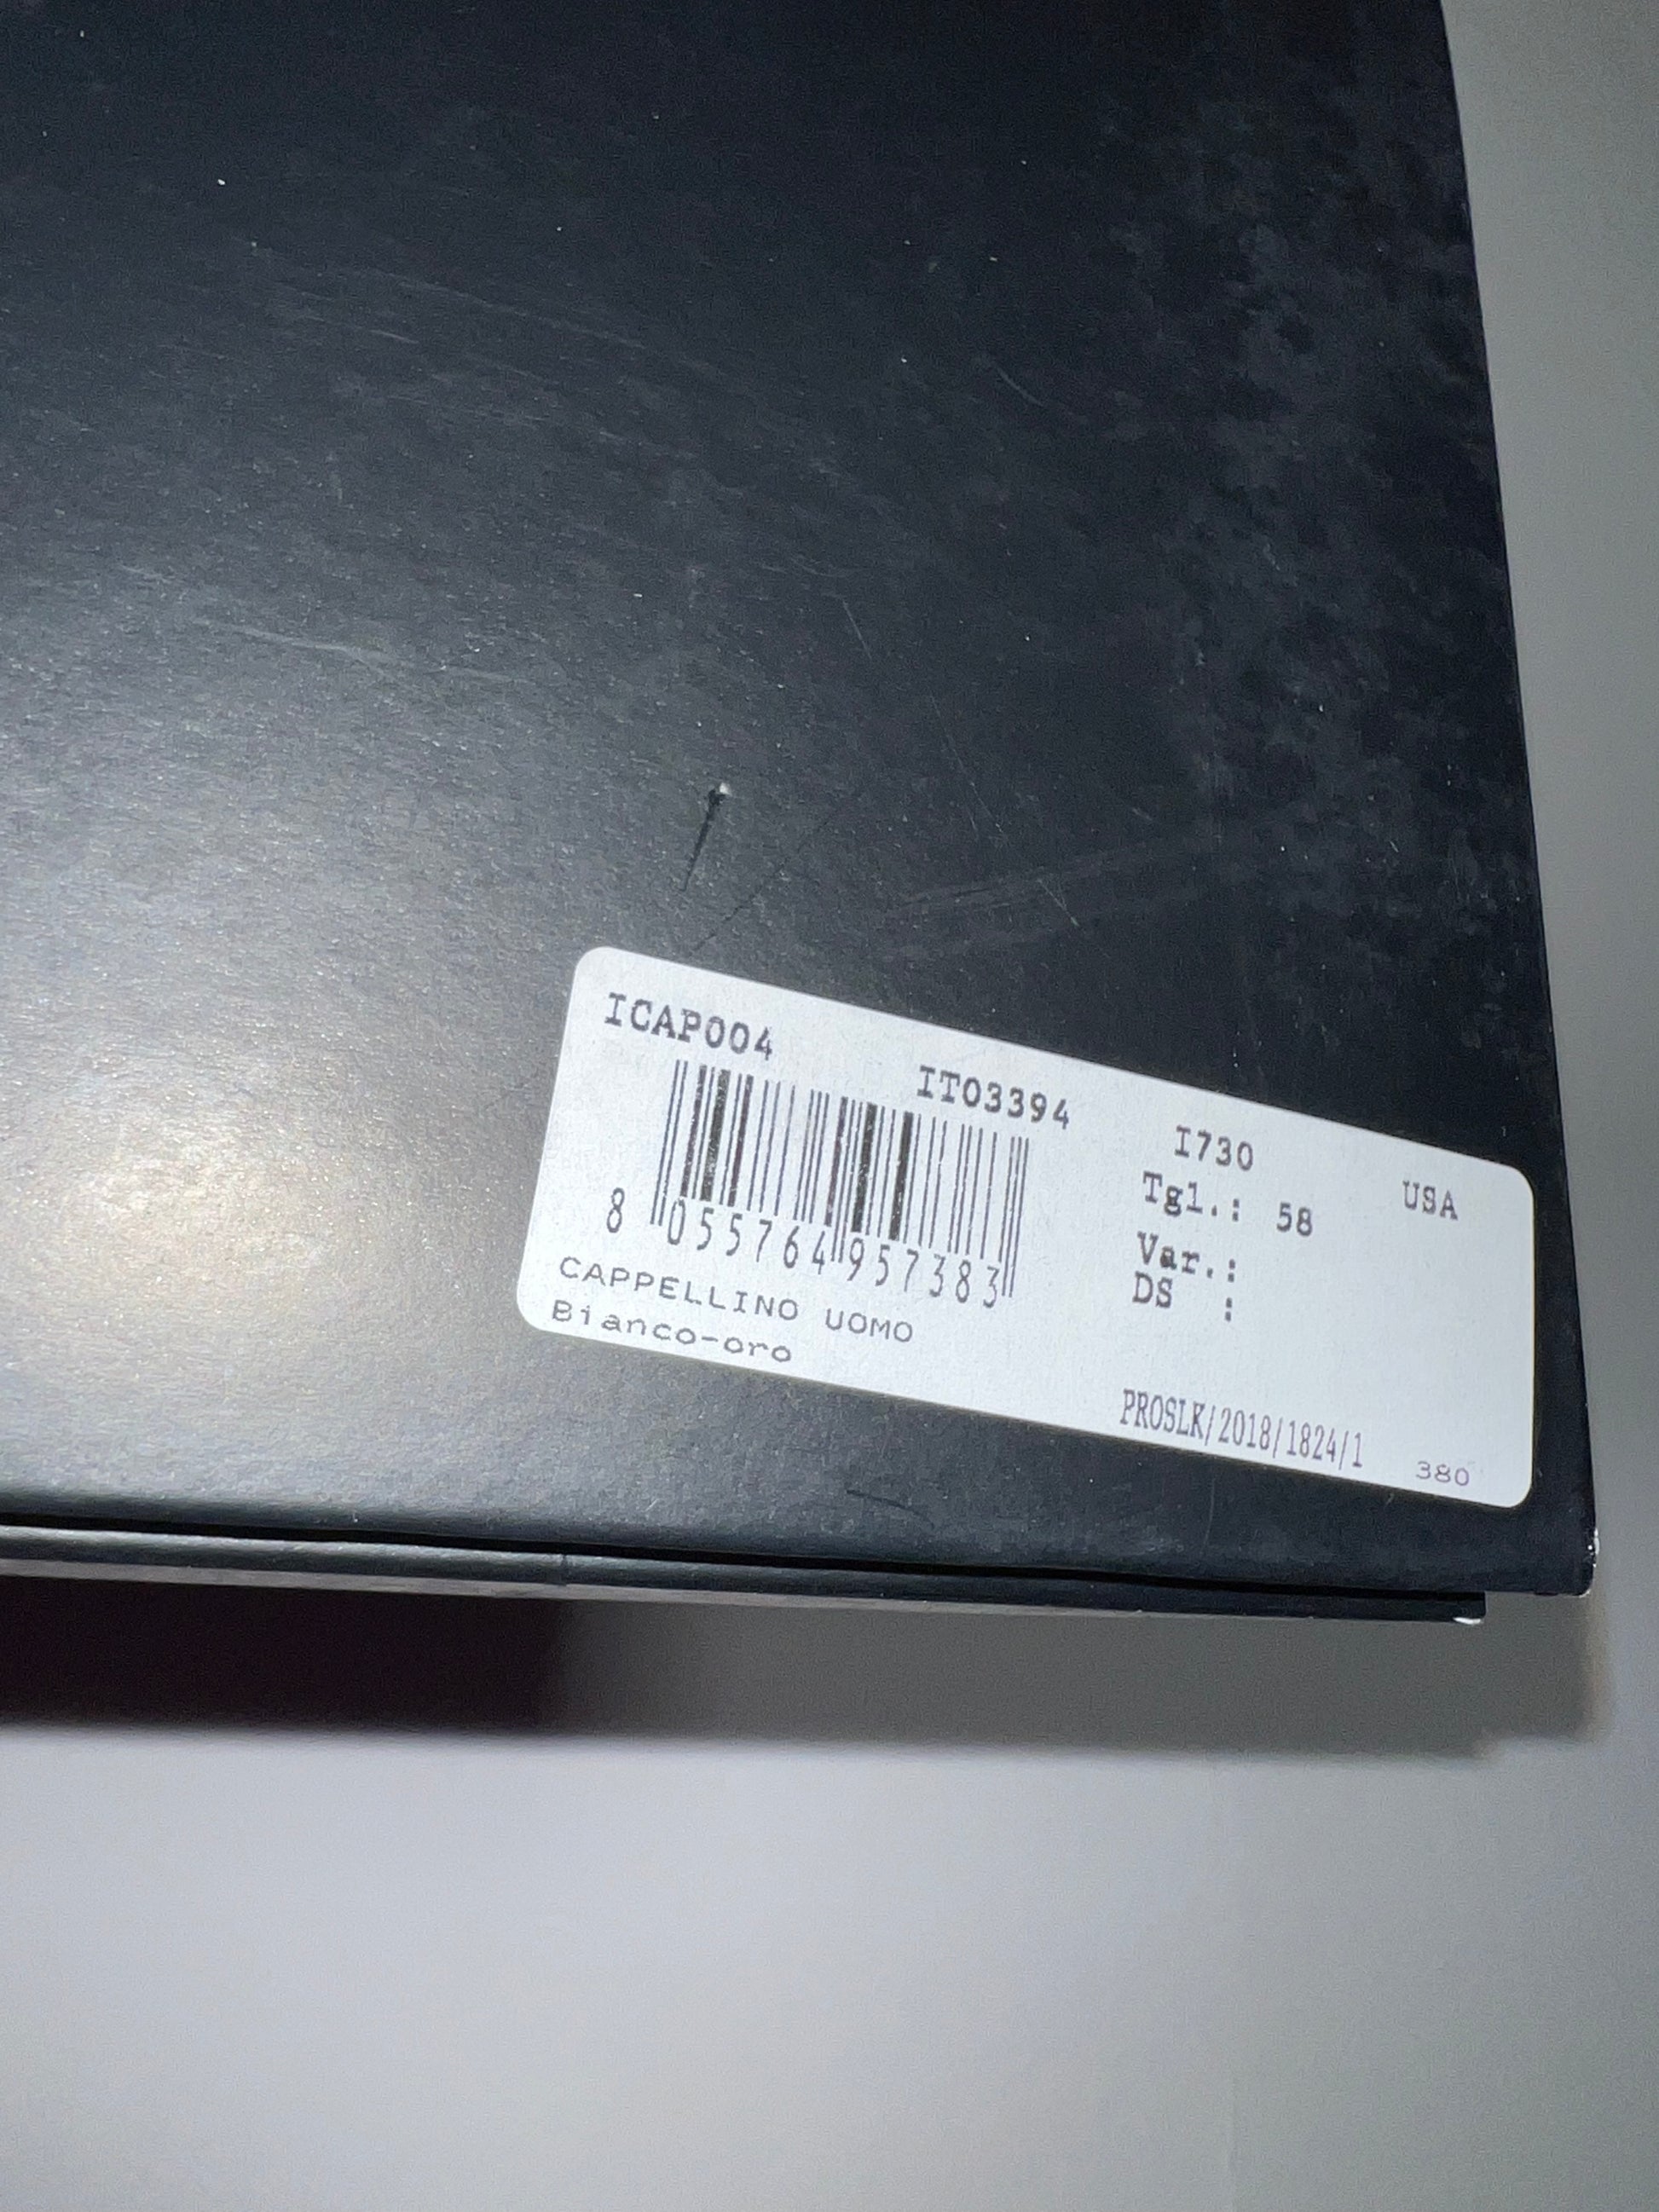 ICAP004 ITO3394 I730 USA
Tgl.: 58
Var.:
DS :
8 055764 957383
CAPPELLINO UOMO
Bianco-oro
PROSLK/2018/1824/1 380